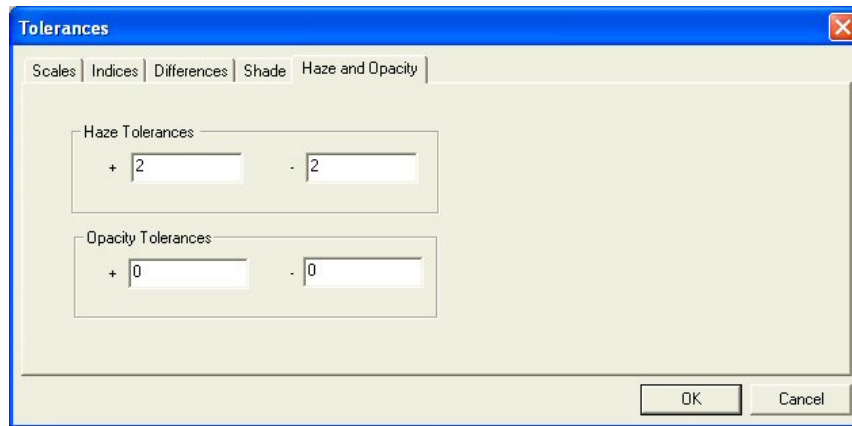 Tolerances
Scales Indices Differences Shade Haze and Opacity
Haze Tolerances
+ 2 - 2
Opacity Tolerances
+ 0 - 0
OK Cancel